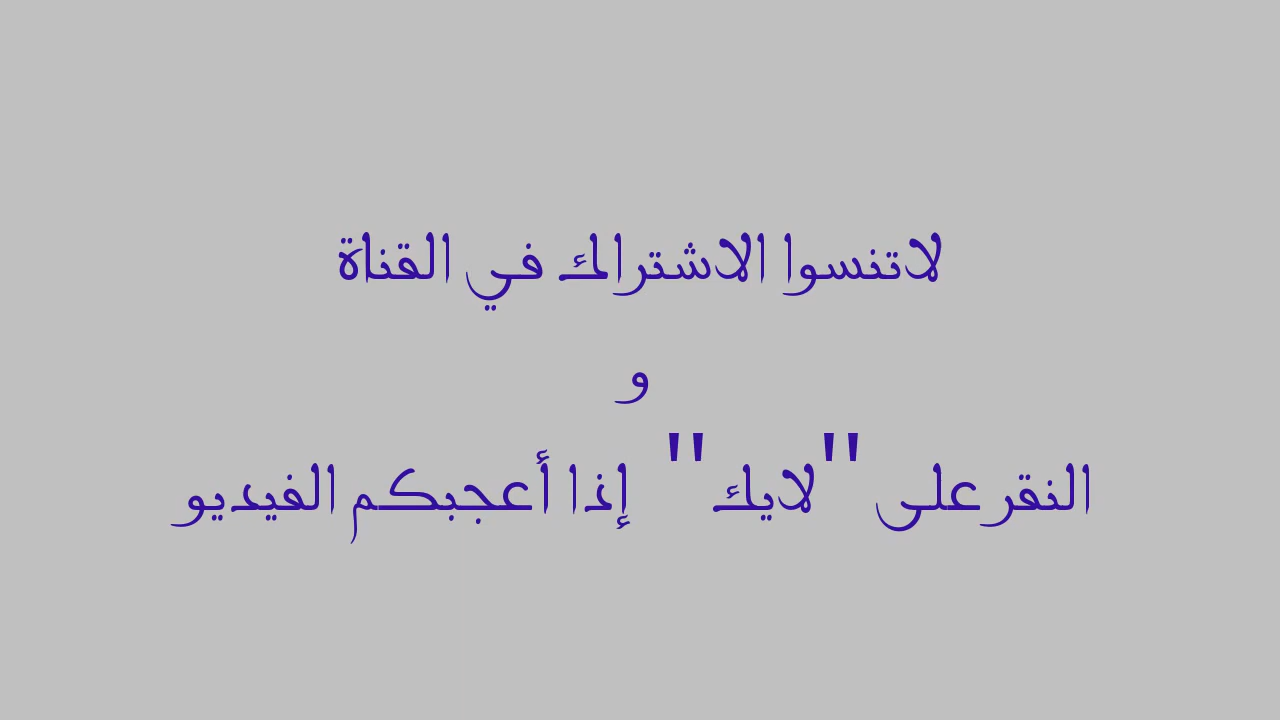 لاتنسوا الاشتراك في القناة
و
النقر على "لايك" إذا أعجبكم الفيديو